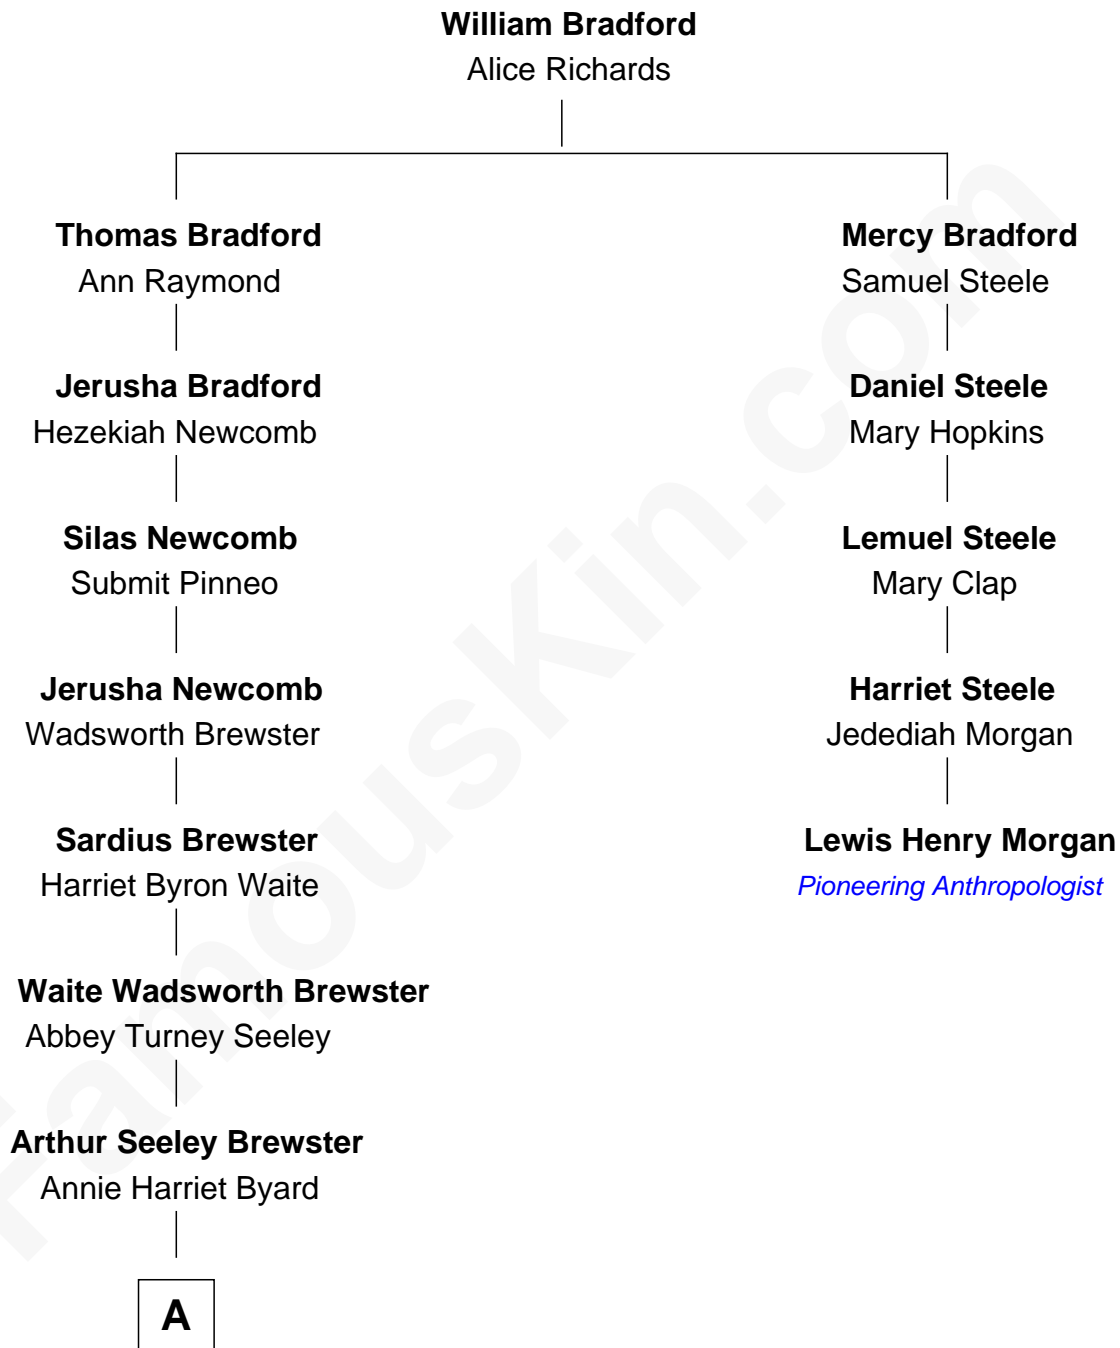 William Bradford
Alice Richards
Thomas Bradford
Ann Raymond
Mercy Bradford
Samuel Steele
Jerusha Bradford
Hezekiah Newcomb
Daniel Steele
Mary Hopkins
Silas Newcomb
Submit Pinneo
Lemuel Steele
Mary Clap
Jerusha Newcomb
Wadsworth Brewster
Harriet Steele
Jedediah Morgan
Sardius Brewster
Harriet Byron Waite
Lewis Henry Morgan
Pioneering Anthropologist
Waite Wadsworth Brewster
Abbey Turney Seeley
Arthur Seeley Brewster
Annie Harriet Byard
A
FamousKin.com